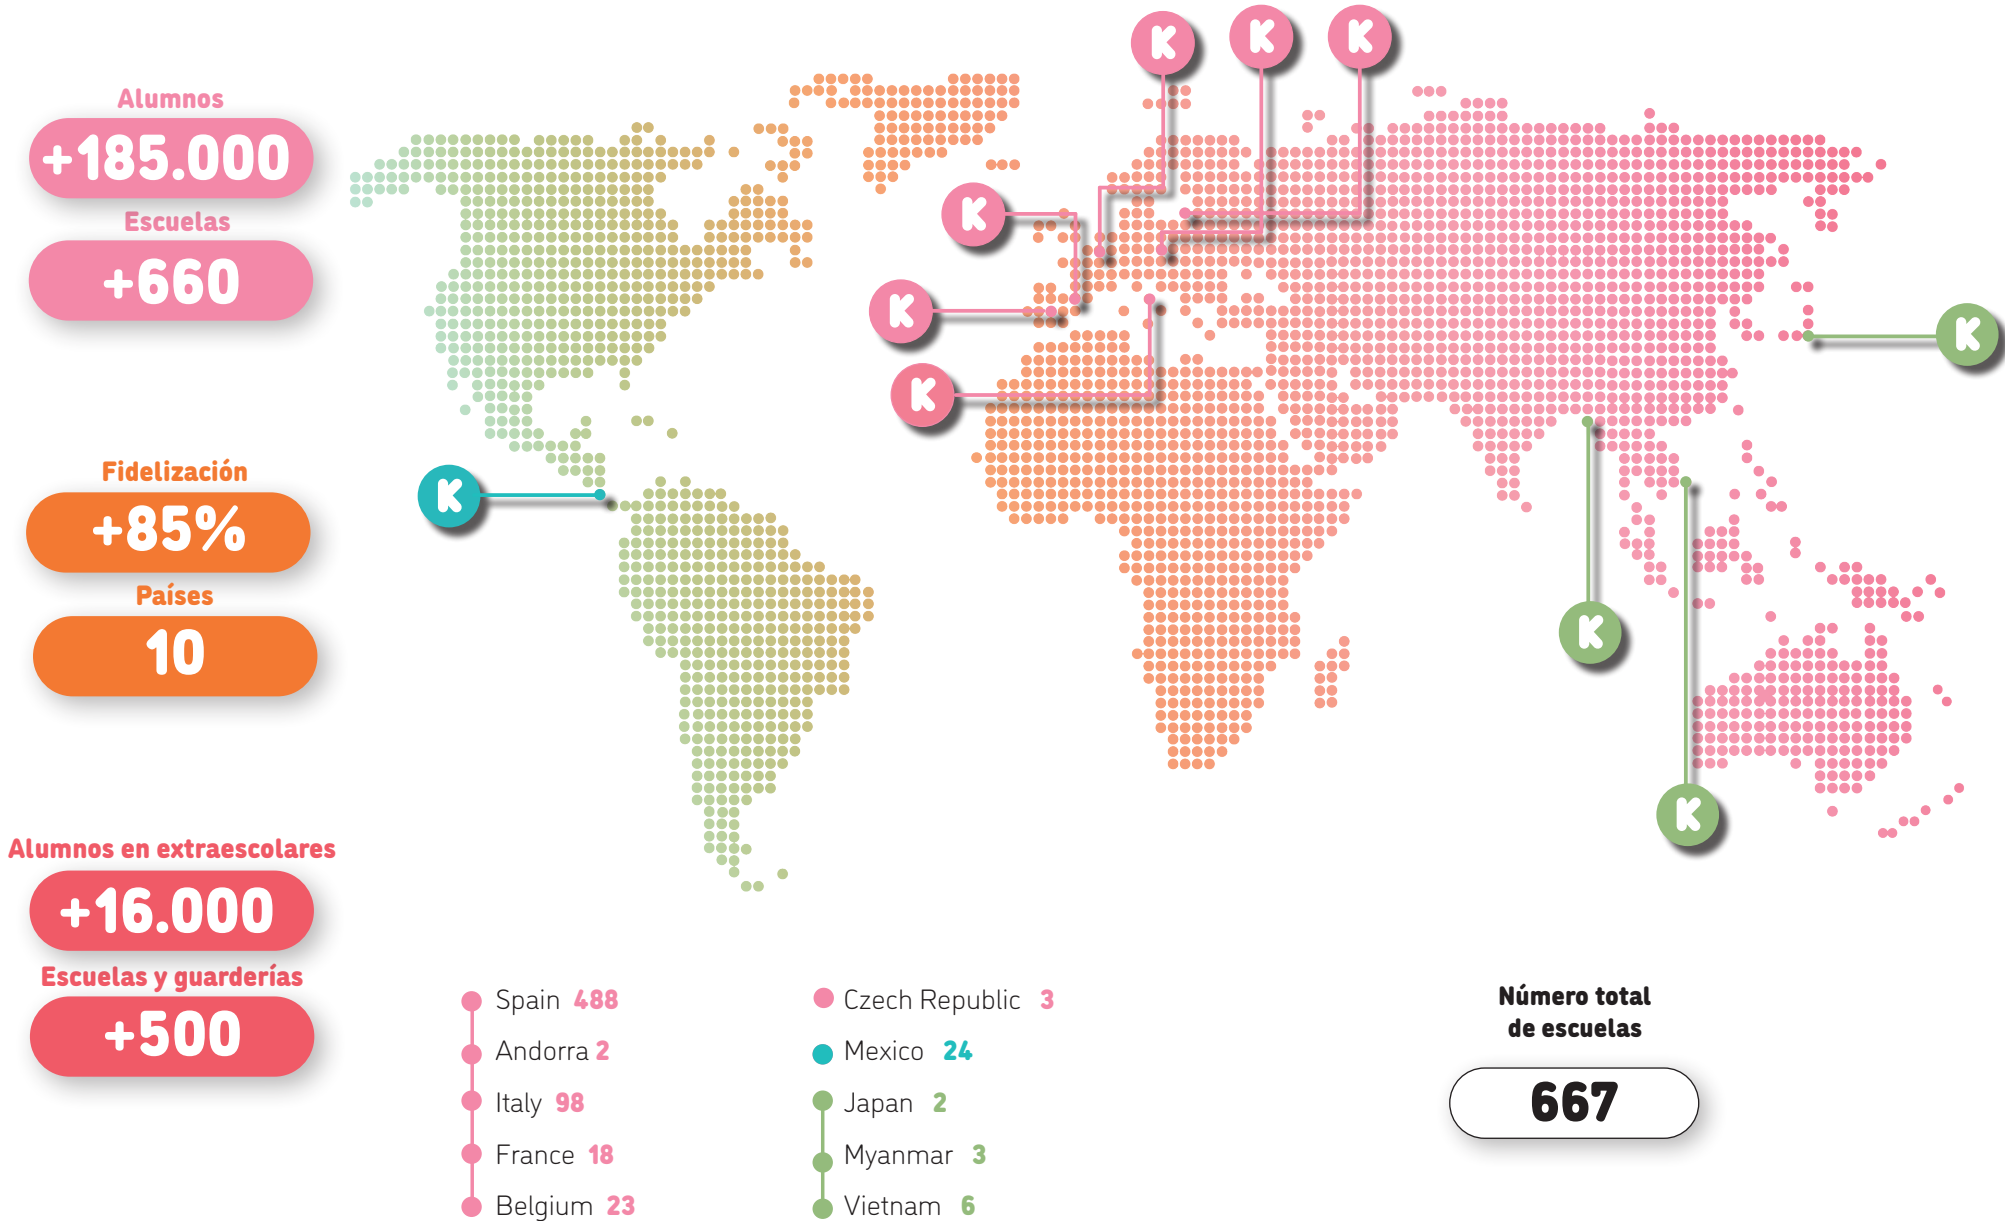 K
K
K
Alumnos
+185.000
Escuelas
+660
K
K
K
K
Fidelización
+85%
K
Países
10
K
K
Alumnos en extraescolares
+16.000
Escuelas y guarderías
+500
Spain 488
Andorra 2
Italy 98
France 18
Belgium 23
Czech Republic 3
Mexico 24
Japan 2
Myanmar 3
Vietnam 6
Número total
de escuelas
667